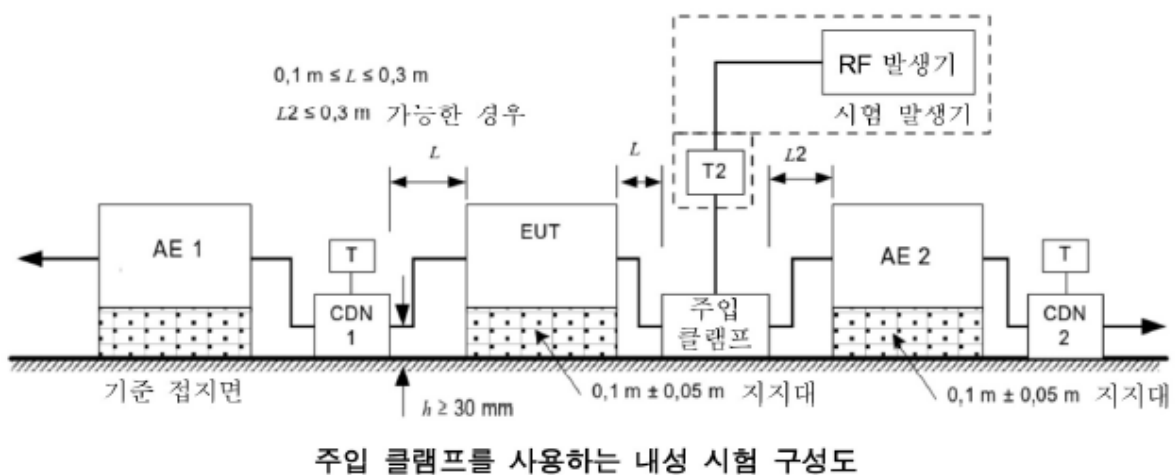 RF 발생기
시험 말생기
0,1 m ≤ L ≤ 0,3 m
L2 ≤ 0,3 m 가능한 경우
L
L
T2
L2
AE 1
T
CDN
1
EUT
주입
클램프
AE 2
T
CDN
2
기준 접지면
h ≥ 30 mm
0,1 m ± 0,05 m 지지대
0,1 m ± 0,05 m 지지대
주입 클램프를 사용하는 내성 시험 구성도